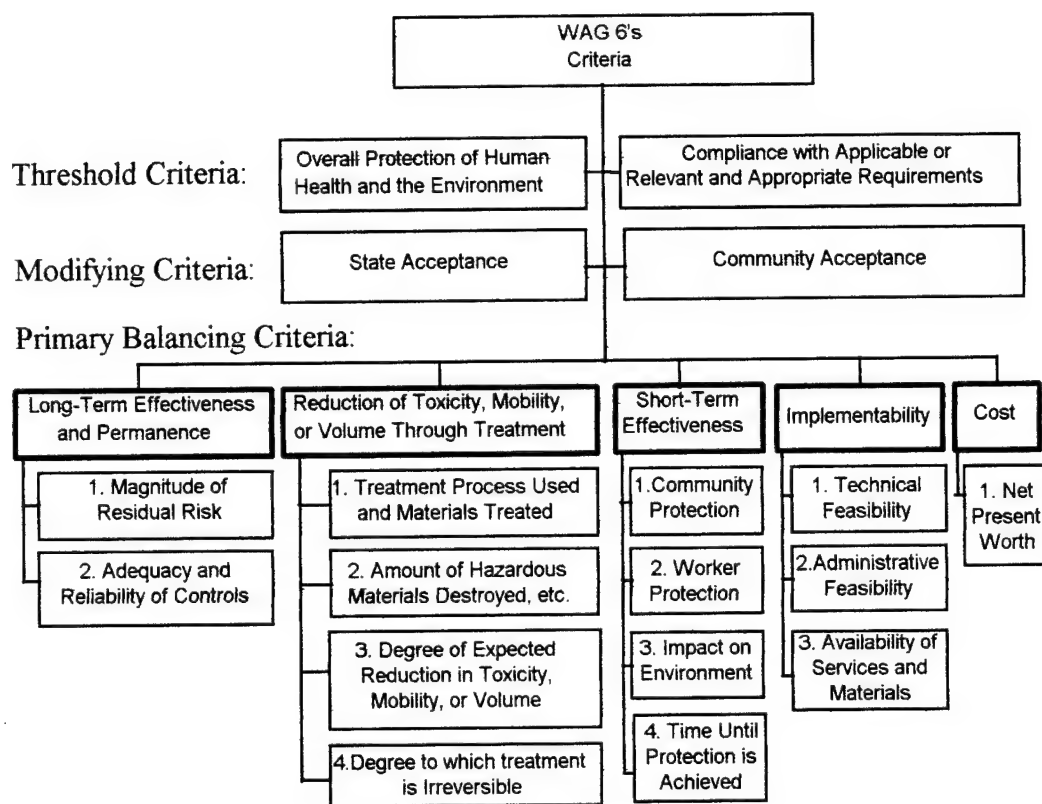 WAG 6's
Criteria
Threshold Criteria:
Overall Protection of Human
Health and the Environment
Compliance with Applicable or
Relevant and Appropriate Requirements
Modifying Criteria:
State Acceptance
Community Acceptance
Primary Balancing Criteria:
Long-Term Effectiveness
and Permanence
1. Magnitude of
Residual Risk
2. Adequacy and
Reliability of Controls
Reduction of Toxicity, Mobility,
or Volume Through Treatment
1. Treatment Process Used
and Materials Treated
2. Amount of Hazardous
Materials Destroyed, etc.
3. Degree of Expected
Reduction in Toxicity,
Mobility, or Volume
4.Degree to which treatment
is Irreversible
Short-Term
Effectiveness
1.Community
Protection
2. Worker
Protection
3. Impact on
Environment
4. Time Until
Protection is
Achieved
Implementability
1. Technical
Feasibility
2.Administrative
Feasibility
3. Availability of
Services and
Materials
Cost
1. Net
Present
Worth